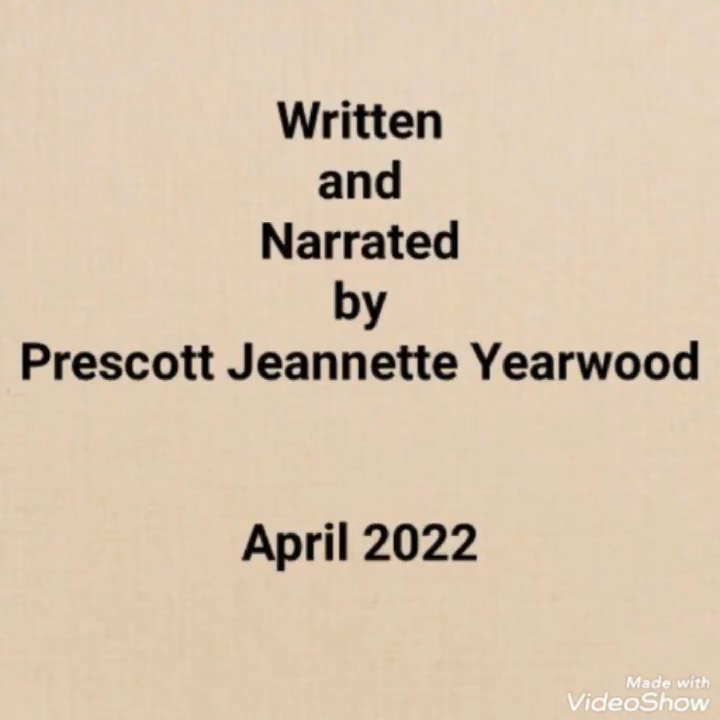 Written
and
Narrated
by
Prescott Jeannette Yearwood
April 2022
Made with
VideoShow